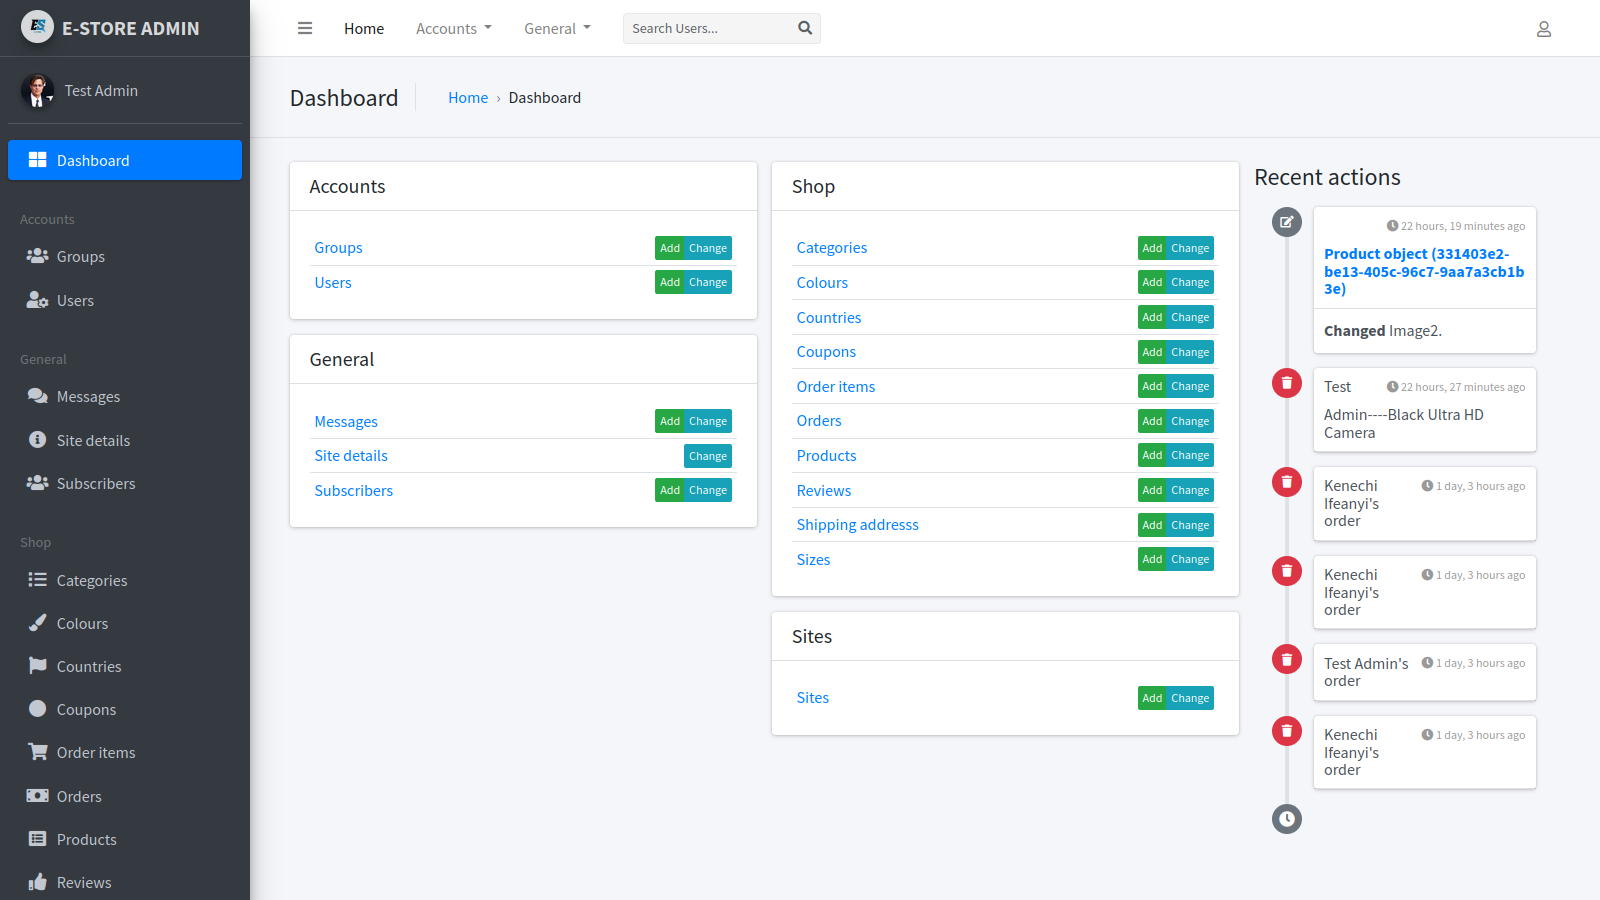 E-STORE ADMIN
Test Admin
Dashboard
Accounts
Groups
Users
General
Messages
Site details
Subscribers
Shop
Categories
Colours
Countries
Coupons
Order items
Orders
Products
Reviews
Home
Accounts
General
Search Users...
Dashboard
Home › Dashboard
Accounts
Groups Add Change
Users Add Change
General
Messages Add Change
Site details Change
Subscribers Add Change
Shop
Categories Add Change
Colours Add Change
Countries Add Change
Coupons Add Change
Order items Add Change
Orders Add Change
Products Add Change
Reviews Add Change
Shipping addresss Add Change
Sizes Add Change
Sites
Sites Add Change
Recent actions
22 hours, 19 minutes ago
Product object (331403e2-
be13-405c-96c7-9aa7a3cb1b
3e)
Changed Image2.
Test 22 hours, 27 minutes ago
Admin----Black Ultra HD
Camera
Kenechi 1 day, 3 hours ago
Ifeanyi's
order
Kenechi 1 day, 3 hours ago
Ifeanyi's
order
Test Admin's 1 day, 3 hours ago
order
Kenechi 1 day, 3 hours ago
Ifeanyi's
order